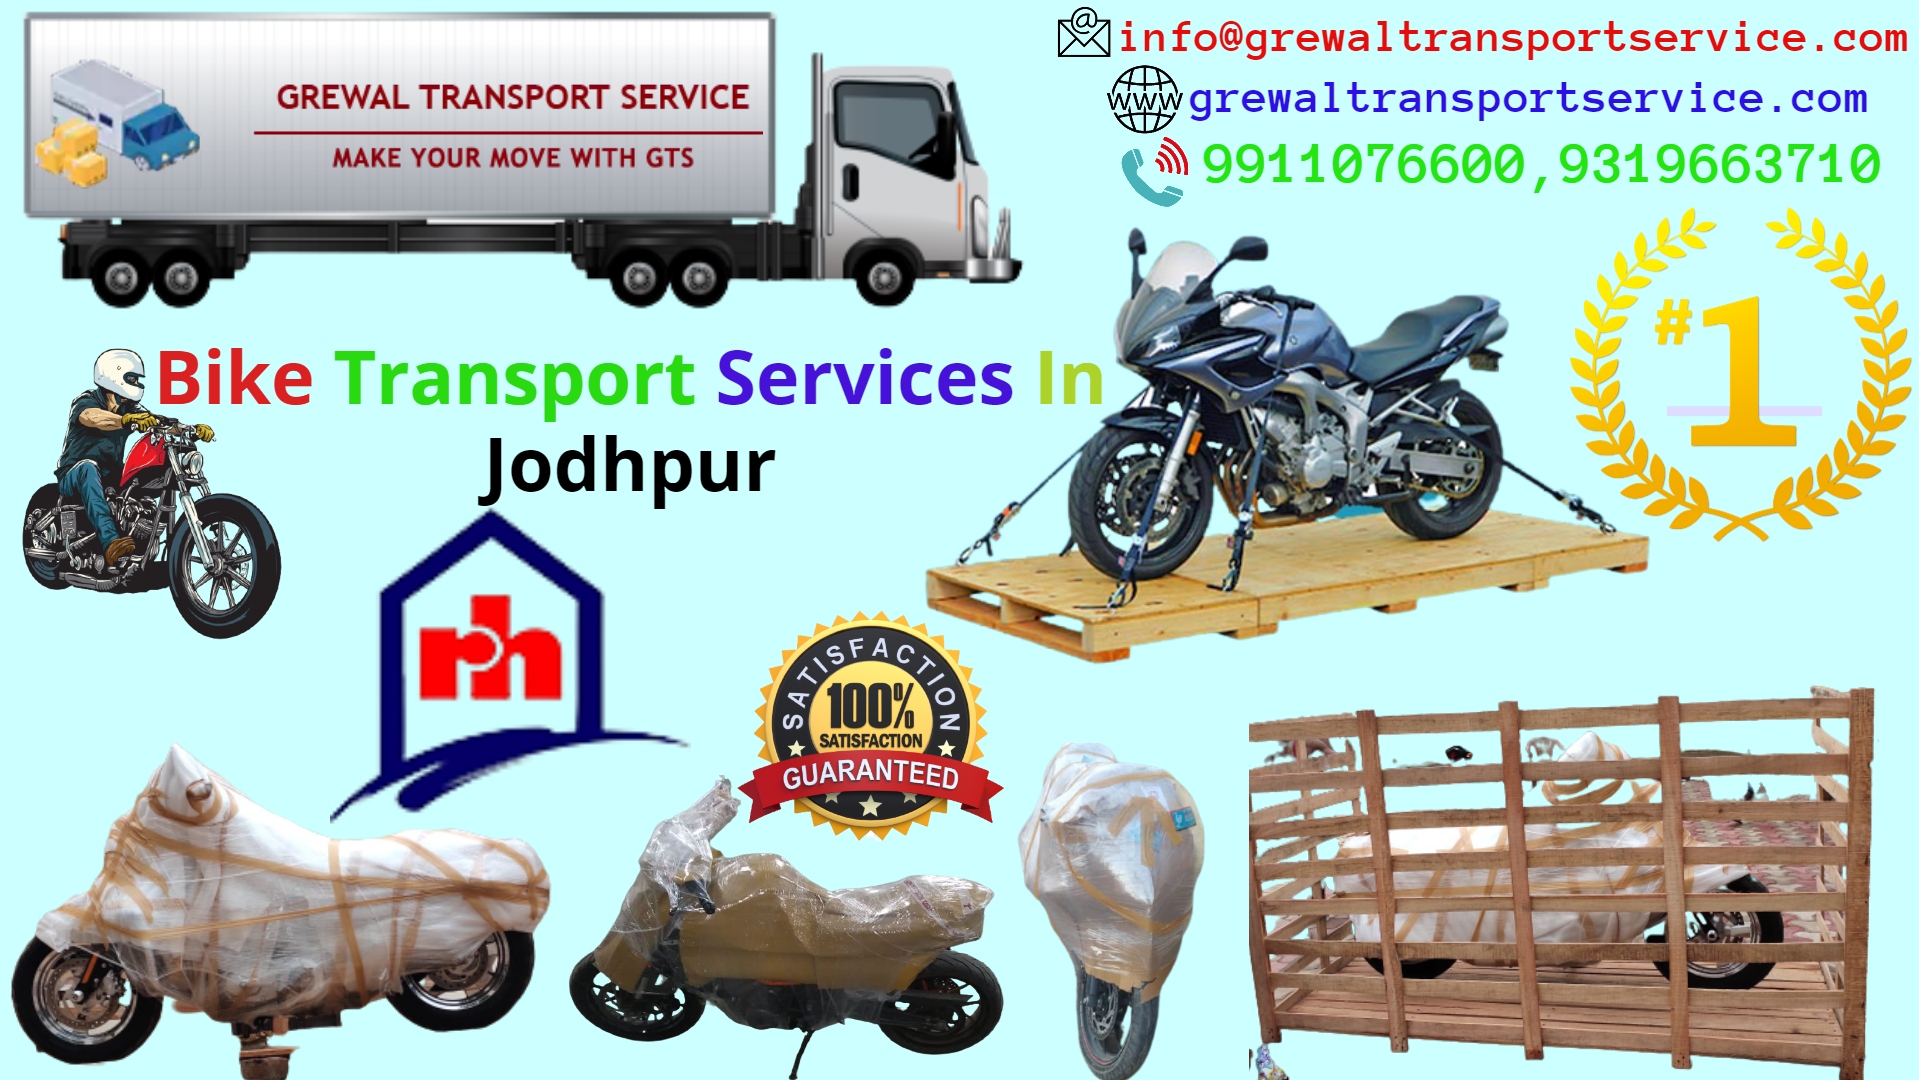 GREWAL TRANSPORT SERVICE
MAKE YOUR MOVE WITH GTS
@
info@grewaltransportservice.com
www
grewaltransportservice.com
9911076600,9319663710
#1
Bike Transport Services In
Jodhpur
rh
SATISFACTION
100%
SATISFACTION
GUARANTEED